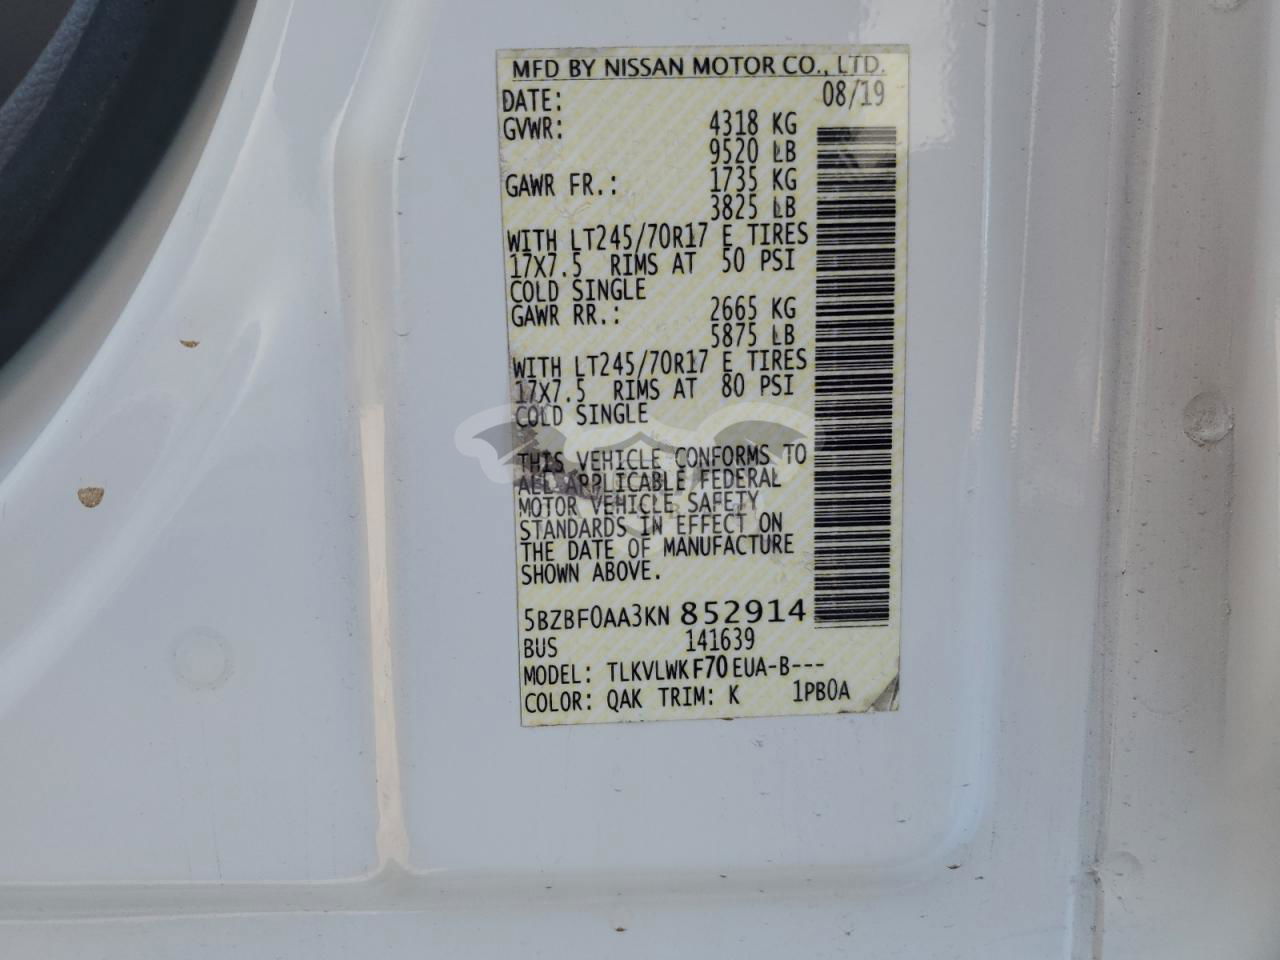 MFD BY NISSAN MOTOR CO., LTD.
DATE: 08/19
GVWR: 4318 KG
9520 LB
GAWR FR.: 1735 KG
3825 LB
WITH LT245/70R17 E TIRES
17X7.5 RIMS AT 50 PSI
COLD SINGLE
GAWR RR.: 2665 KG
5875 LB
WITH LT245/70R17 E TIRES
17X7.5 RIMS AT 80 PSI
COLD SINGLE
THIS VEHICLE CONFORMS TO
ALL APPLICABLE FEDERAL
MOTOR VEHICLE SAFETY
STANDARDS IN EFFECT ON
THE DATE OF MANUFACTURE
SHOWN ABOVE.
5BZBF0AA3KN 852914
BUS 141639
MODEL: TLKVLWKF70EUA-B---
COLOR: QAK TRIM: K 1PB0A